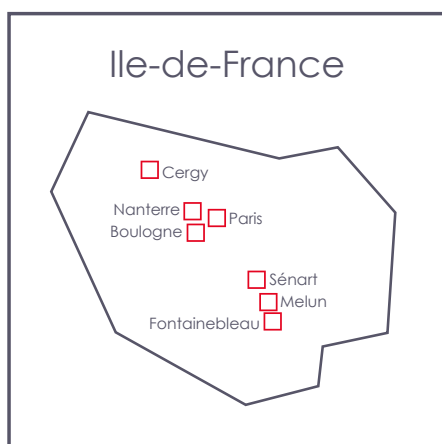 Ile-de-France
Cergy
Nanterre
Paris
Boulogne
Sénart
Melun
Fontainebleau